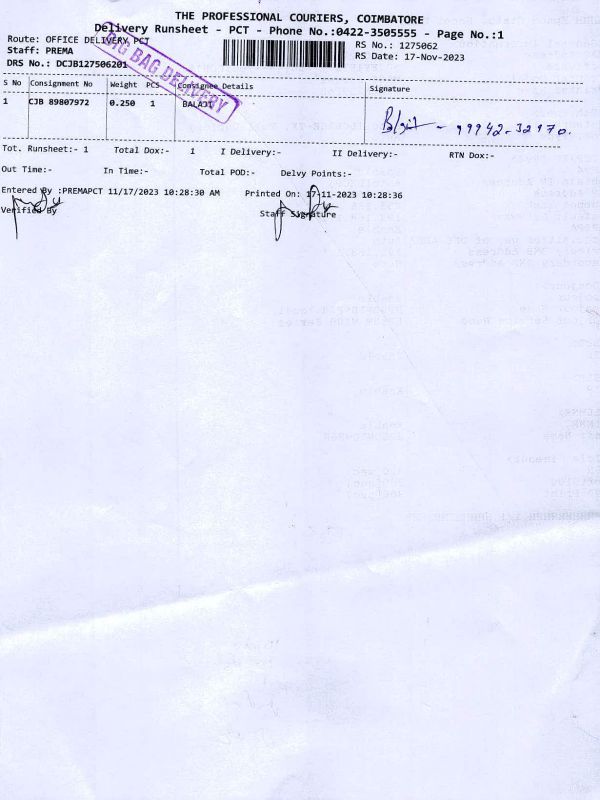 THE PROFESSIONAL COURIERS, COIMBATORE
Delivery Runsheet - PCT - Phone No.:0422-3505555 - Page No.:1
Route: OFFICE DELIVERY PCT
RS No.: 1275062
Staff: PREMA
RS Date: 17-Nov-2023
DRS No.: DCJB127506201
BIG BAG DELIVERY
S No Consignment No Weight PCS Consignee Details Signature
1 CJB 89807972 0.250 1 BALAJI
Balaji - 99942-32170.
Tot. Runsheet:- 1 Total Dox:- 1 I Delivery:- II Delivery:- RTN Dox:-
Out Time:- In Time:- Total POD:- Delvy Points:-
Entered By :PREMAPCT 11/17/2023 10:28:30 AM Printed On: 17-11-2023 10:28:36
Verified By Staff Signature